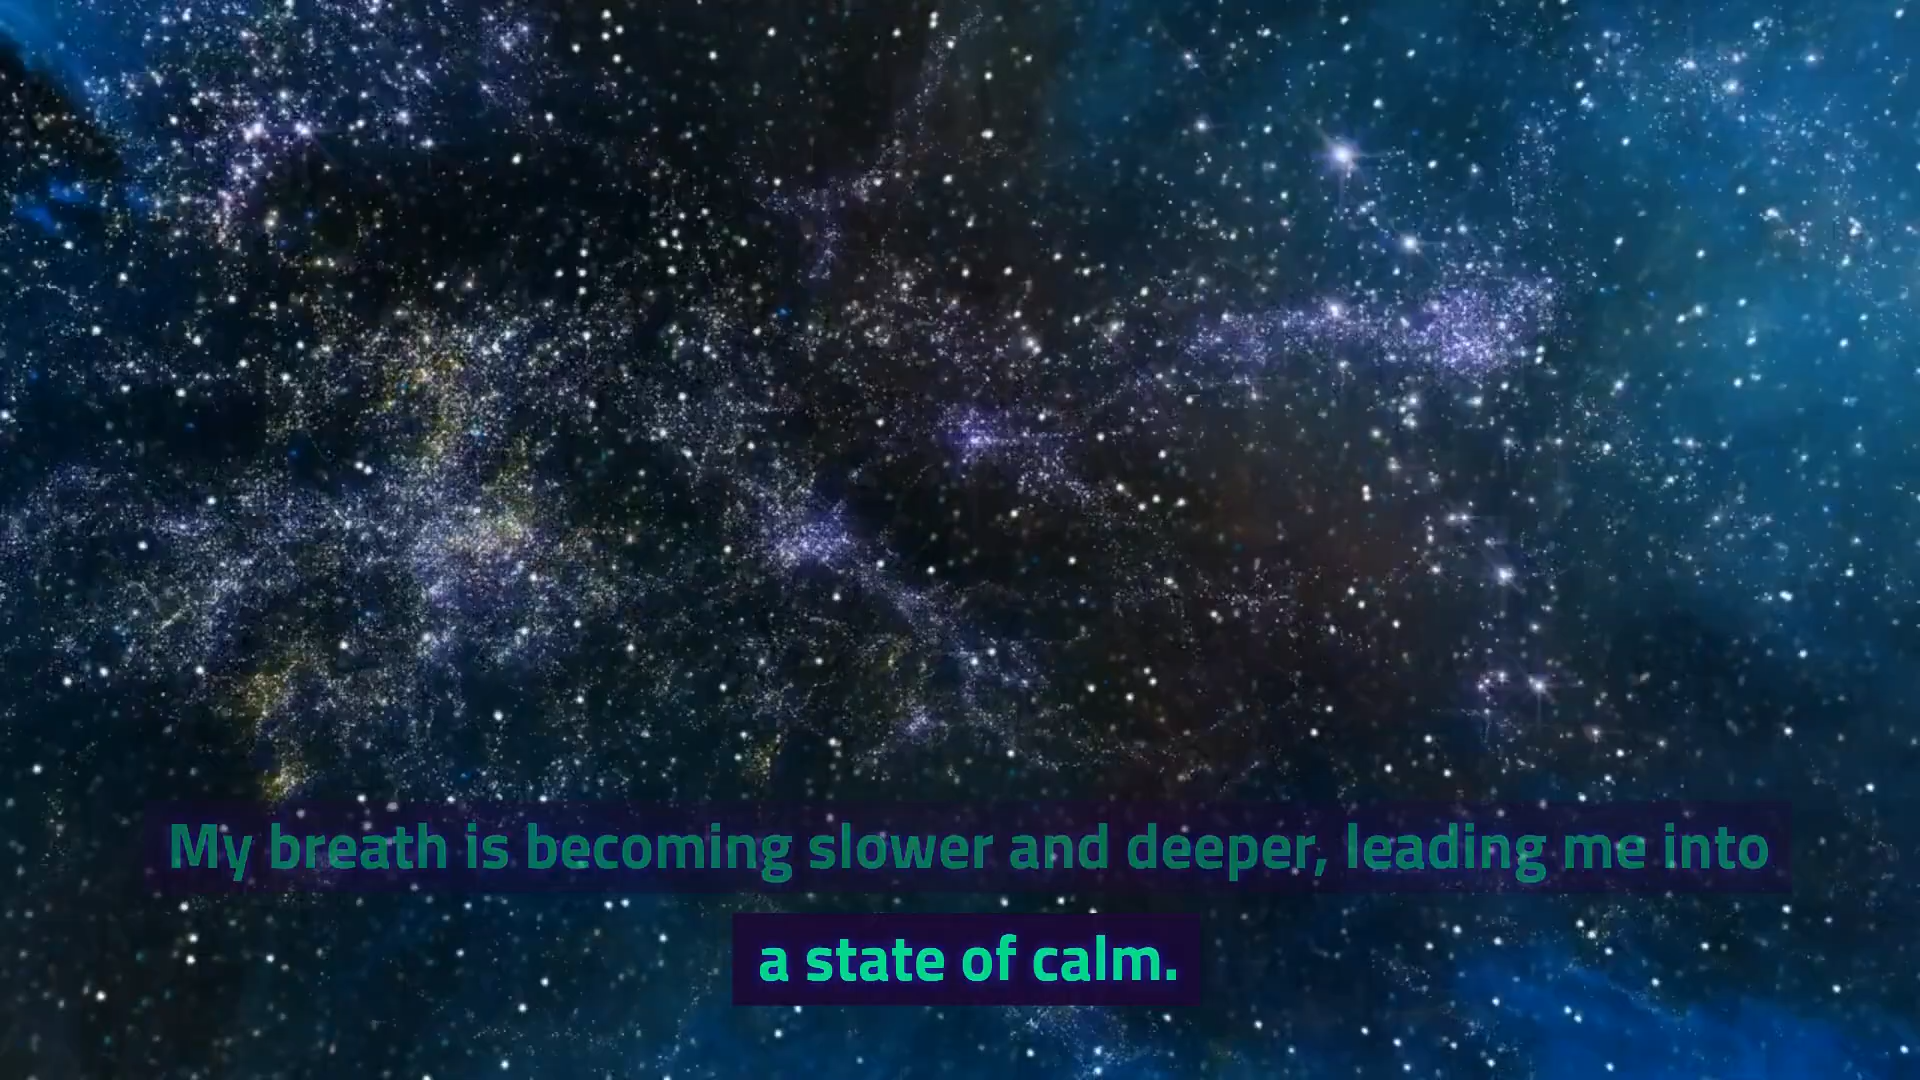 My breath is becoming slower and deeper, leading me into
a state of calm.